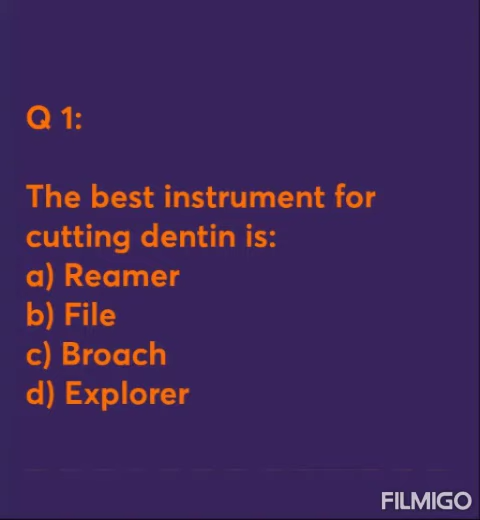 Q 1:
The best instrument for
cutting dentin is:
a) Reamer
b) File
c) Broach
d) Explorer
FILMIGO